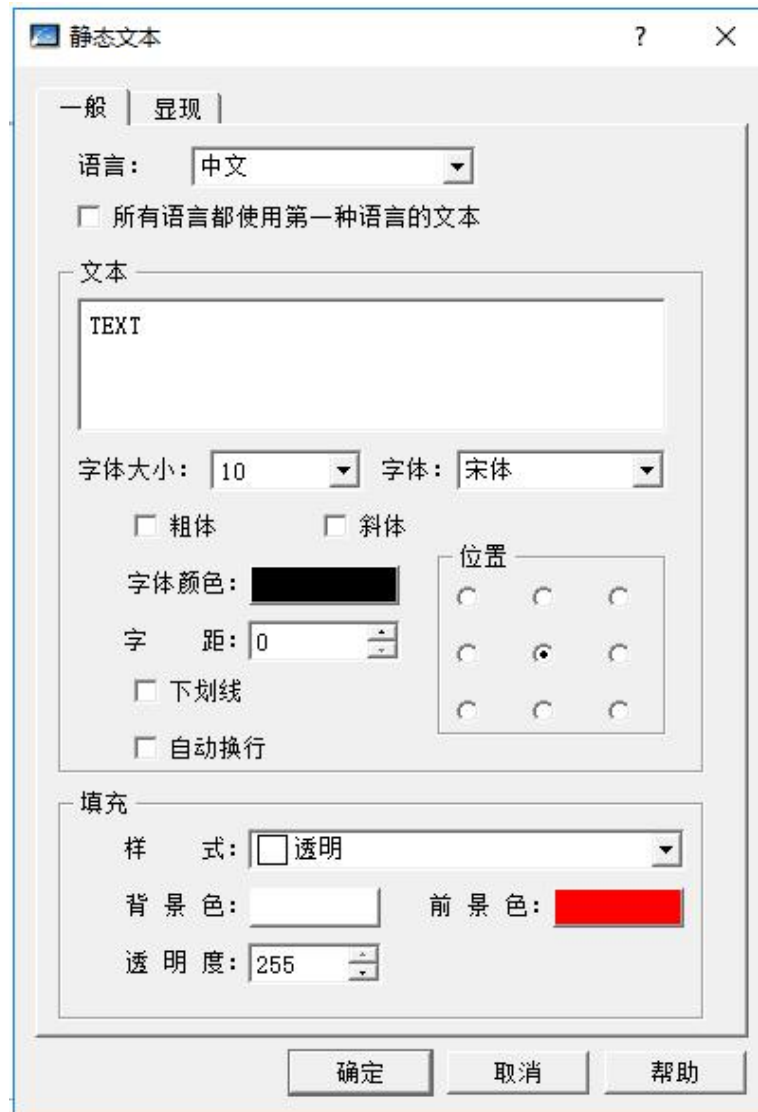 静态文本 ?
一般 显现
语言： 中文
所有语言都使用第一种语言的文本
文本
TEXT
字体大小： 10 字体： 宋体
粗体 斜体
位置
字体颜色：
字 距： 0
下划线
自动换行
填充
样 式： 透明
背 景 色： 前 景 色：
透 明 度： 255
确定 取消 帮助